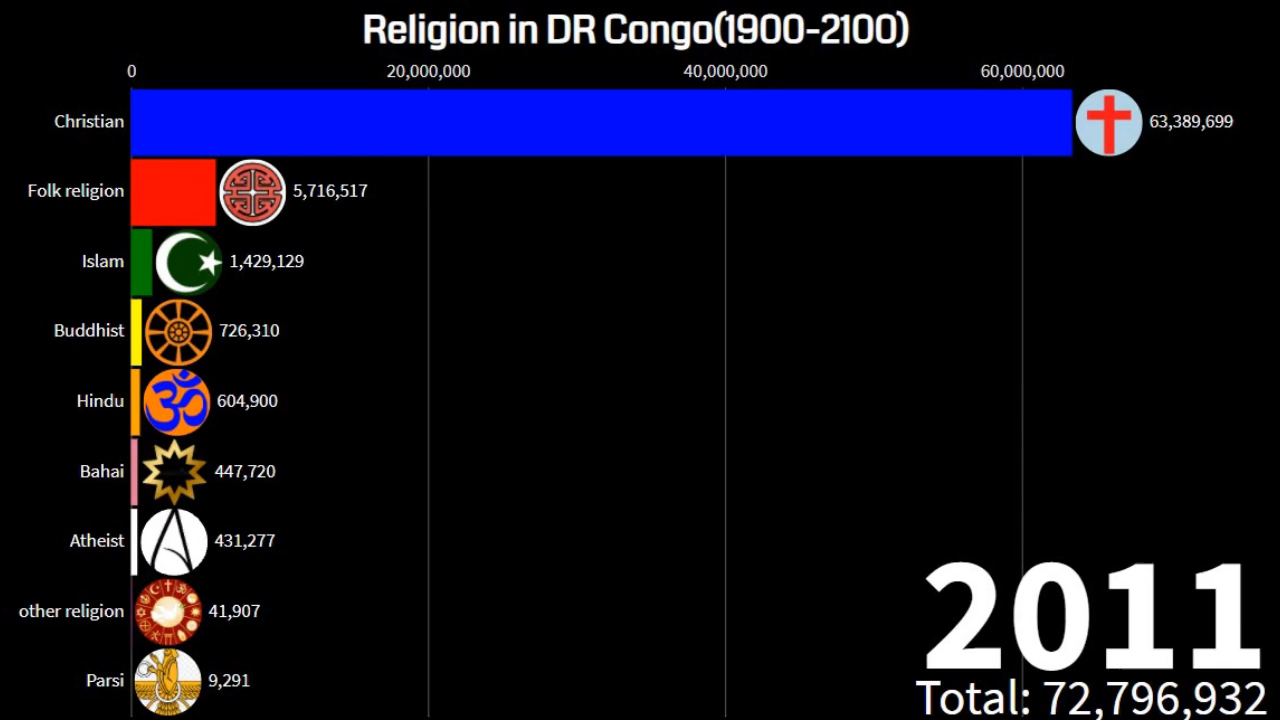 Religion in DR Congo(1900-2100)
0 20,000,000 40,000,000 60,000,000
Christian 63,389,699
Folk religion 5,716,517
Islam 1,429,129
Buddhist 726,310
Hindu 604,900
Bahai 447,720
Atheist 431,277
other religion 41,907
Parsi 9,291
2011
Total: 72,796,932